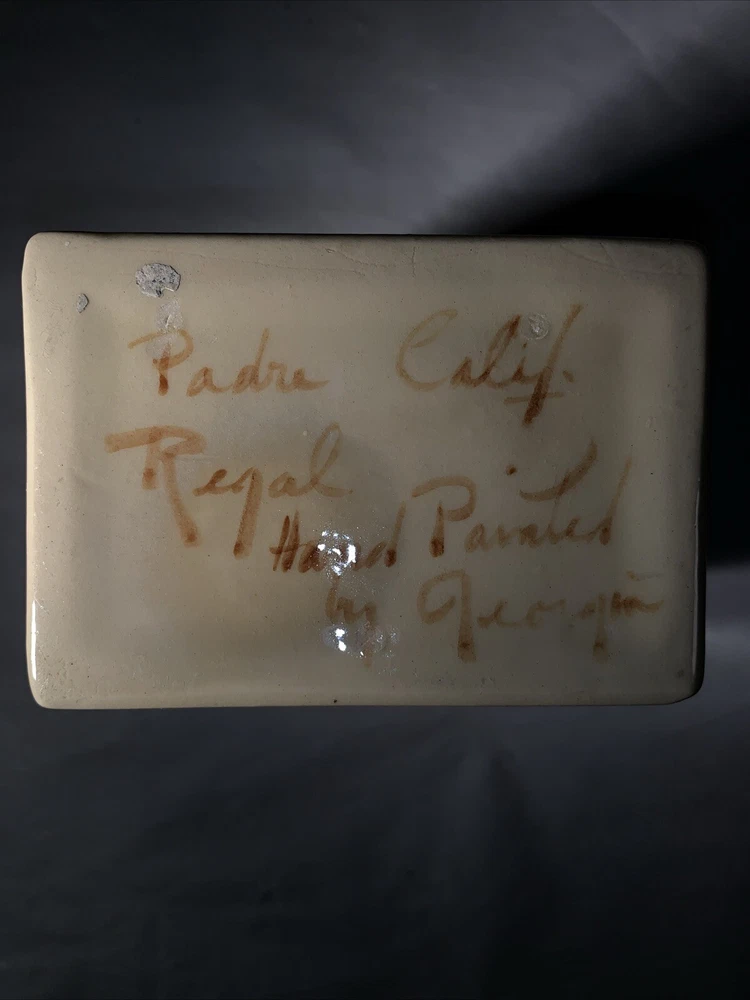 Padre Calif.
Regal
Hand Painted
by Georgia